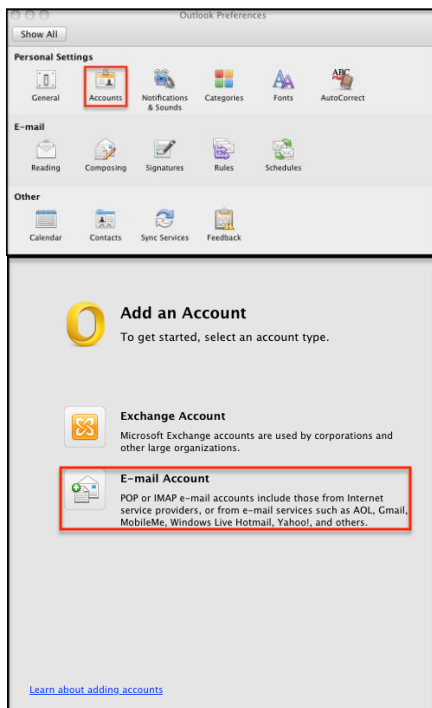 Outlook Preferences
Show All
Personal Settings
General
Accounts
Notifications
& Sounds
Categories
Fonts
ABC
AutoCorrect
E-mail
Reading
Composing
Signatures
Rules
Schedules
Other
Calendar
Contacts
Sync Services
Feedback
Add an Account
To get started, select an account type.
Exchange Account
Microsoft Exchange accounts are used by corporations and
other large organizations.
E-mail Account
POP or IMAP e-mail accounts include those from Internet
service providers, or from e-mail services such as AOL, Gmail,
MobileMe, Windows Live Hotmail, Yahoo!, and others.
Learn about adding accounts